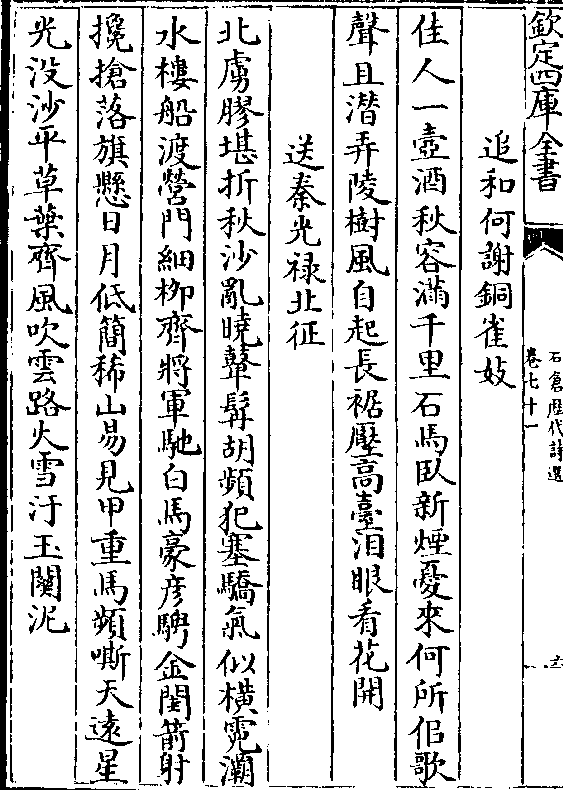 欽定四庫全書
石倉歷代詩選
卷七十一
六
追和何謝銅雀妓
佳人一壺酒秋容滿千里石馬臥新煙憂來何所佀歌
聲且潛弄陵樹風自起長裾壓高臺淚眼看花開
送秦光禄北征
北虜膠堪折秋沙亂曉鼙髯胡頻犯塞驕氣似橫霓灞
水樓船渡營門細栁齊將軍馳白馬豪彦騁金閨箭射
攙搶落旗懸日月低簡稀山易見甲重馬頻嘶天遠星
光没沙平草葉齊風吹雲路火雪汙玉關泥